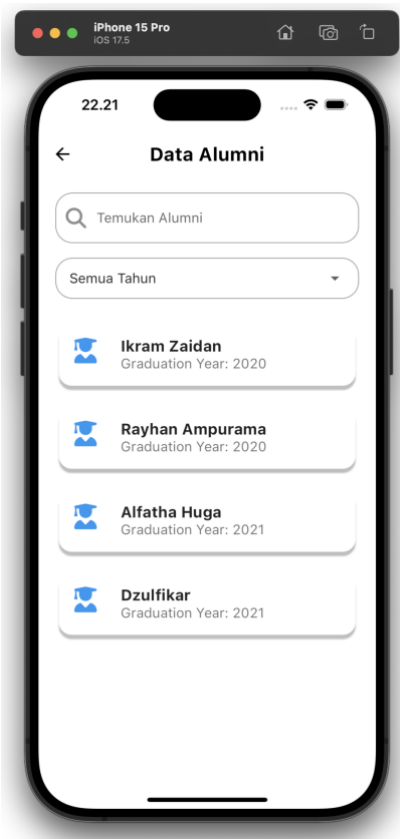 iPhone 15 Pro
iOS 17.5
22.21
Data Alumni
Temukan Alumni
Semua Tahun
Ikram Zaidan
Graduation Year: 2020
Rayhan Ampurama
Graduation Year: 2020
Alfatha Huga
Graduation Year: 2021
Dzulfikar
Graduation Year: 2021